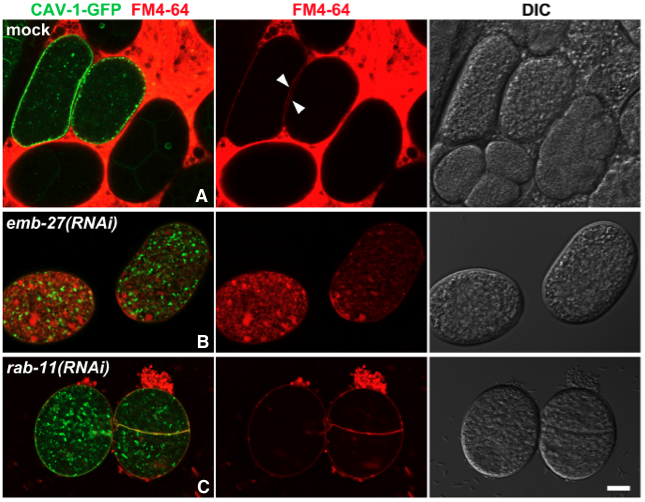 CAV-1-GFP FM4-64 FM4-64 DIC
mock
A
emb-27(RNAi)
B
rab-11(RNAi)
C